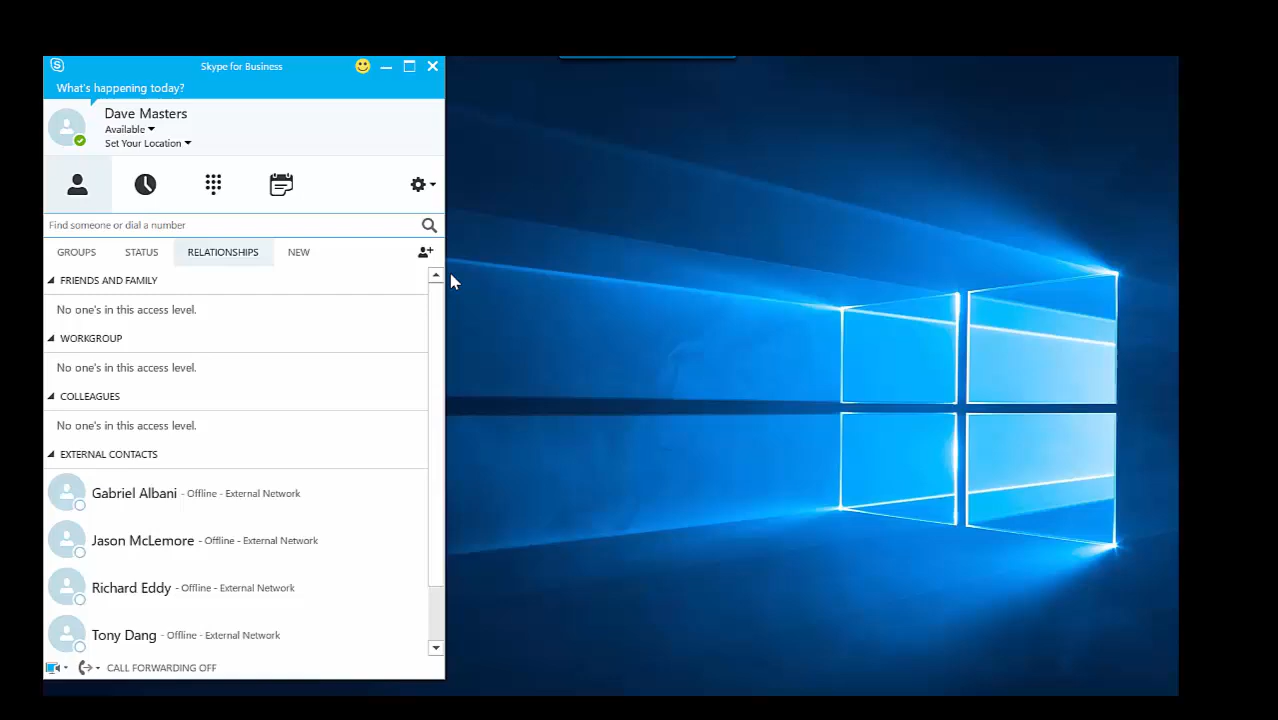 Skype for Business
What's happening today?
Dave Masters
Available
Set Your Location
Find someone or dial a number
GROUPS STATUS RELATIONSHIPS NEW
FRIENDS AND FAMILY
No one's in this access level.
WORKGROUP
No one's in this access level.
COLLEAGUES
No one's in this access level.
EXTERNAL CONTACTS
Gabriel Albani - Offline - External Network
Jason McLemore - Offline - External Network
Richard Eddy - Offline - External Network
Tony Dang - Offline - External Network
CALL FORWARDING OFF